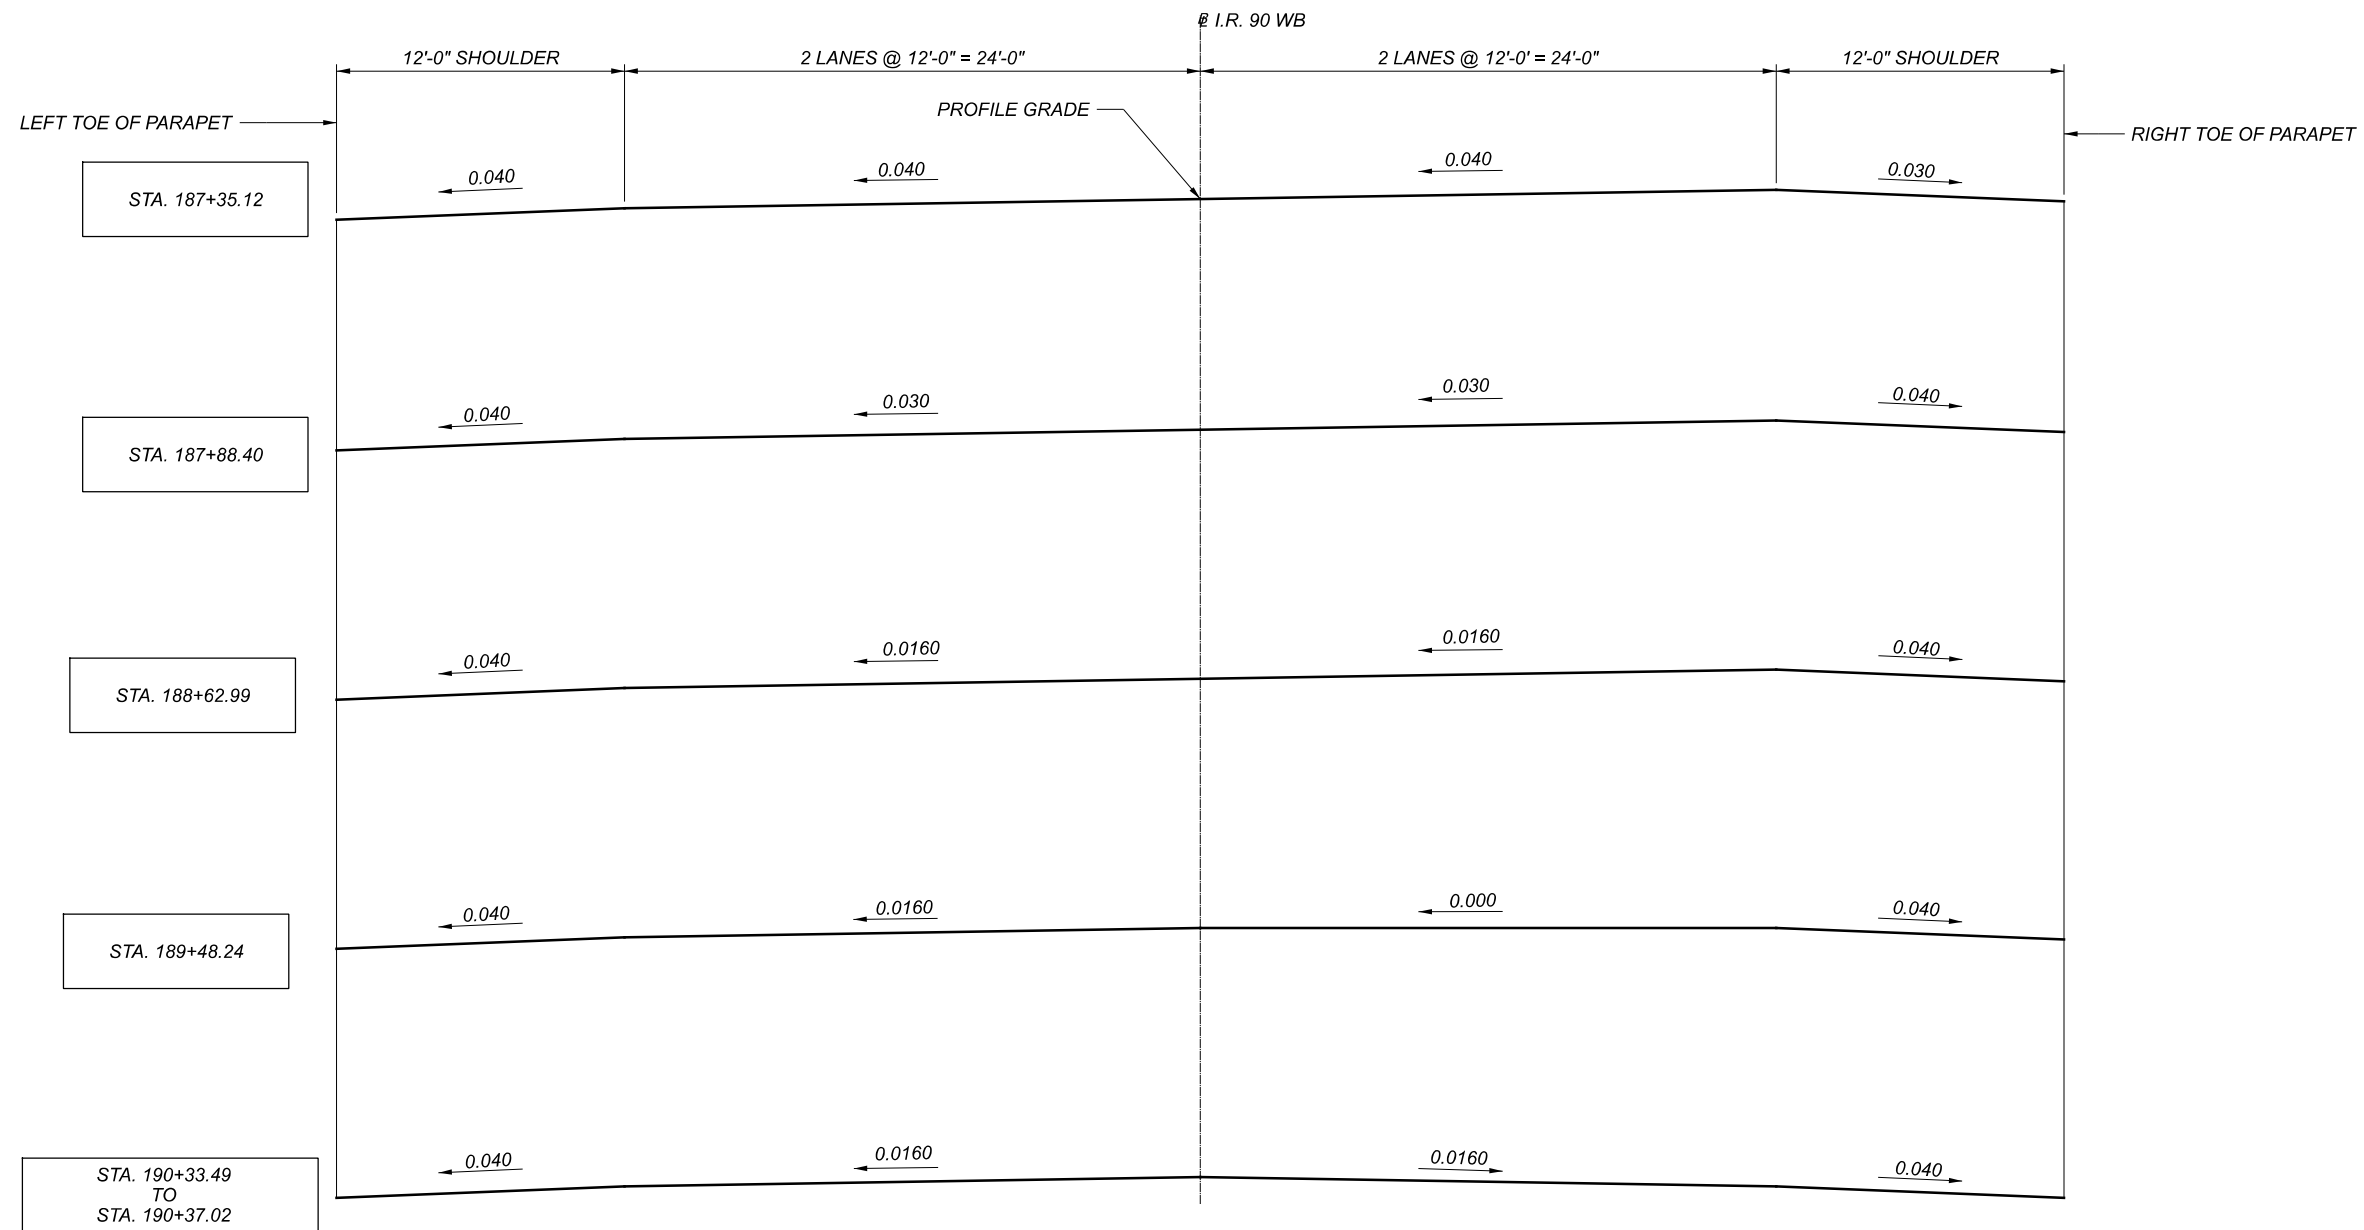 I.R. 90 WB
12'-0" SHOULDER
2 LANES @ 12'-0" = 24'-0"
2 LANES @ 12'-0' = 24'-0"
12'-0" SHOULDER
PROFILE GRADE
LEFT TOE OF PARAPET
RIGHT TOE OF PARAPET
STA. 187+35.12
0.040
0.040
0.040
0.030
STA. 187+88.40
0.040
0.030
0.030
0.040
STA. 188+62.99
0.040
0.0160
0.0160
0.040
STA. 189+48.24
0.040
0.0160
0.000
0.040
STA. 190+33.49
TO
STA. 190+37.02
0.040
0.0160
0.0160
0.040